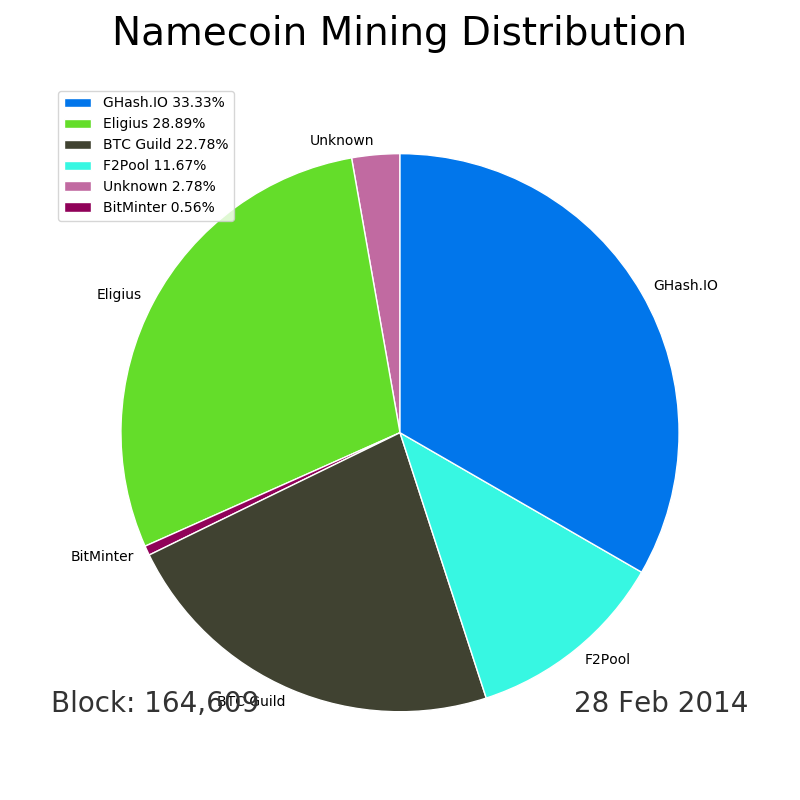 Namecoin Mining Distribution
GHash.IO 33.33%
Eligius 28.89%
BTC Guild 22.78%
F2Pool 11.67%
Unknown 2.78%
BitMinter 0.56%
Unknown
GHash.IO
Eligius
BitMinter
F2Pool
BTC Guild
Block: 164,609
28 Feb 2014